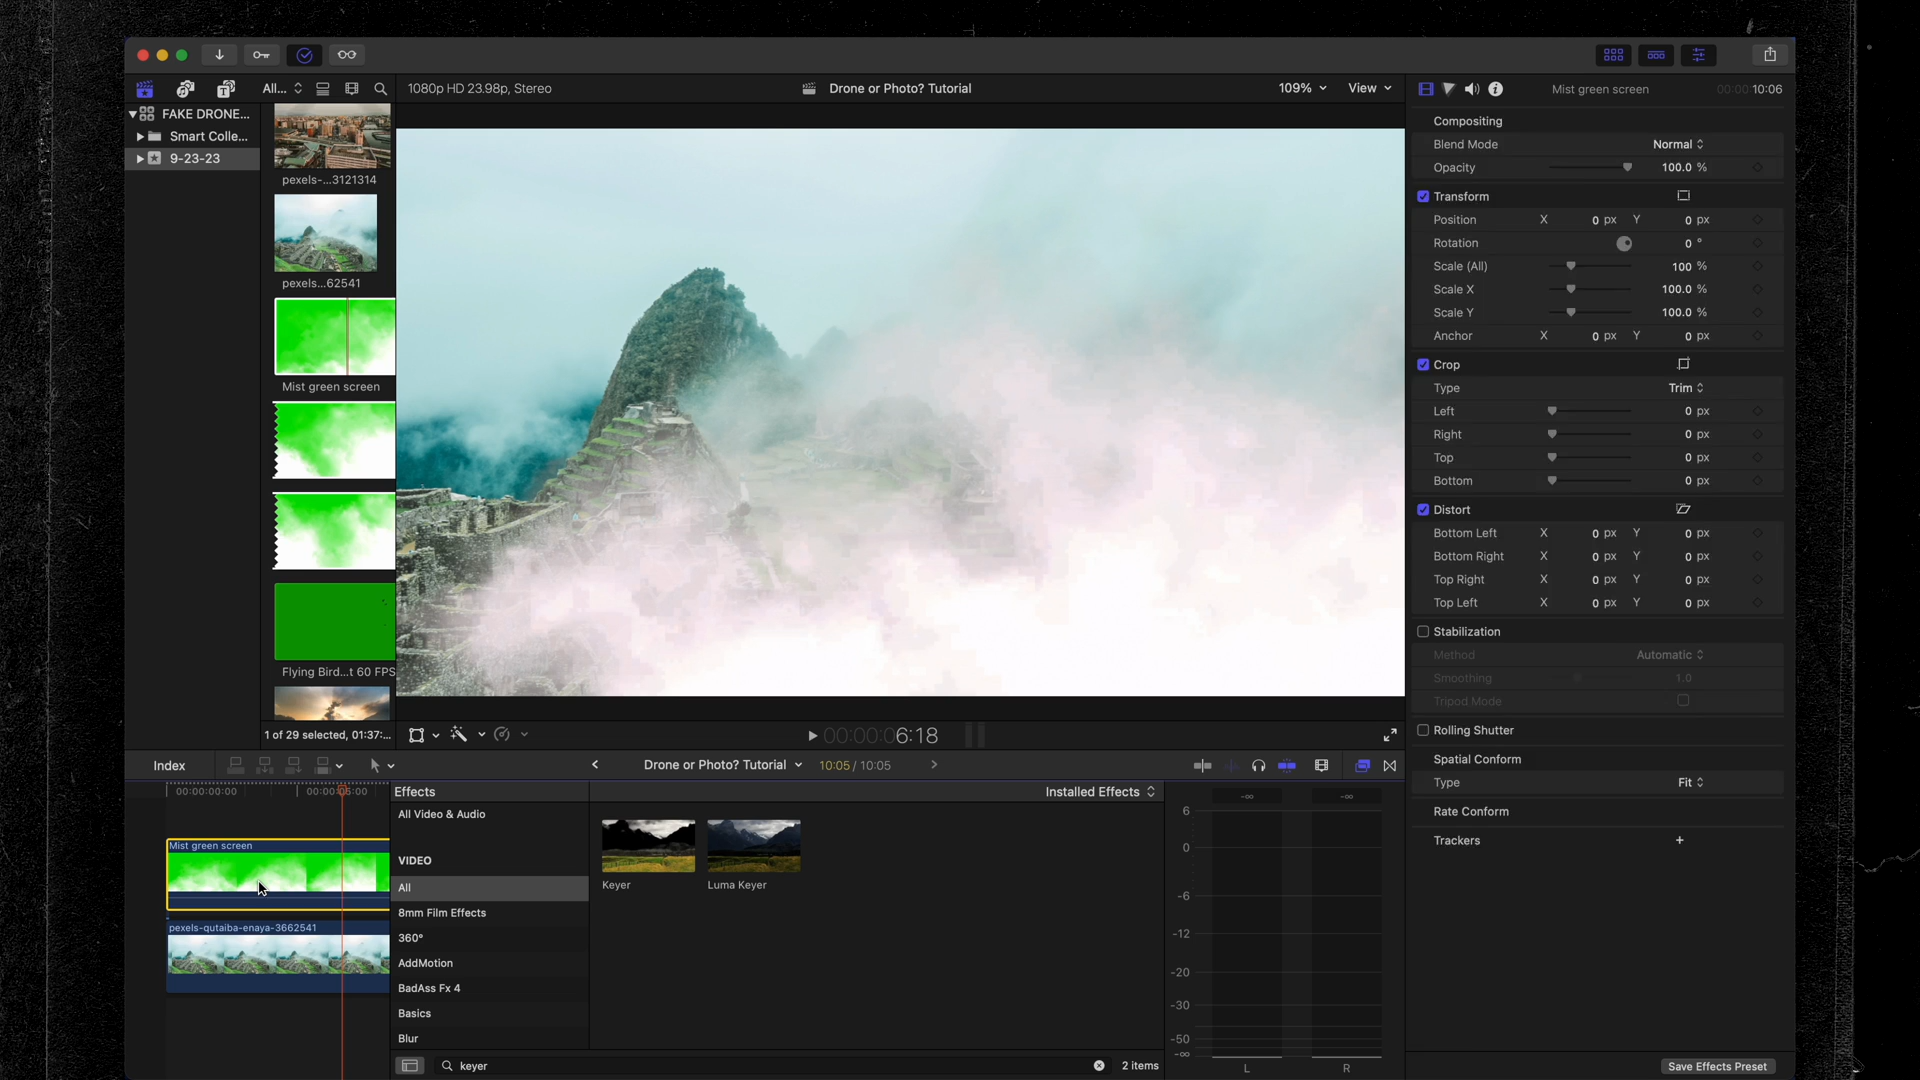 All...
1080p HD 23.98p, Stereo
Drone or Photo? Tutorial
109%
View
Mist green screen
00:00:10:06
FAKE DRONE...
Smart Colle...
9-23-23
pexels-...3121314
pexels...62541
Mist green screen
Flying Bird...t 60 FPS
1 of 29 selected, 01:37:...
00:00:00 6:18
Compositing
Blend Mode Normal
Opacity 100.0 %
Transform
Position X 0 px Y 0 px
Rotation 0 °
Scale (All) 100 %
Scale X 100.0 %
Scale Y 100.0 %
Anchor X 0 px Y 0 px
Crop
Type Trim
Left 0 px
Right 0 px
Top 0 px
Bottom 0 px
Distort
Bottom Left X 0 px Y 0 px
Bottom Right X 0 px Y 0 px
Top Right X 0 px Y 0 px
Top Left X 0 px Y 0 px
Stabilization
Method Automatic
Smoothing 1.0
Tripod Mode
Rolling Shutter
Spatial Conform
Type Fit
Rate Conform
Trackers +
Save Effects Preset
Index
Drone or Photo? Tutorial
10:05 / 10:05
00:00:00:00
00:00:05:00
Mist green screen
pexels-qutaiba-enaya-3662541
Effects
Installed Effects
All Video & Audio
VIDEO
All
8mm Film Effects
360°
AddMotion
BadAss Fx 4
Basics
Blur
Keyer
Luma Keyer
keyer
2 items
-∞ -∞
6
0
-6
-12
-20
-30
-50
-∞
L R